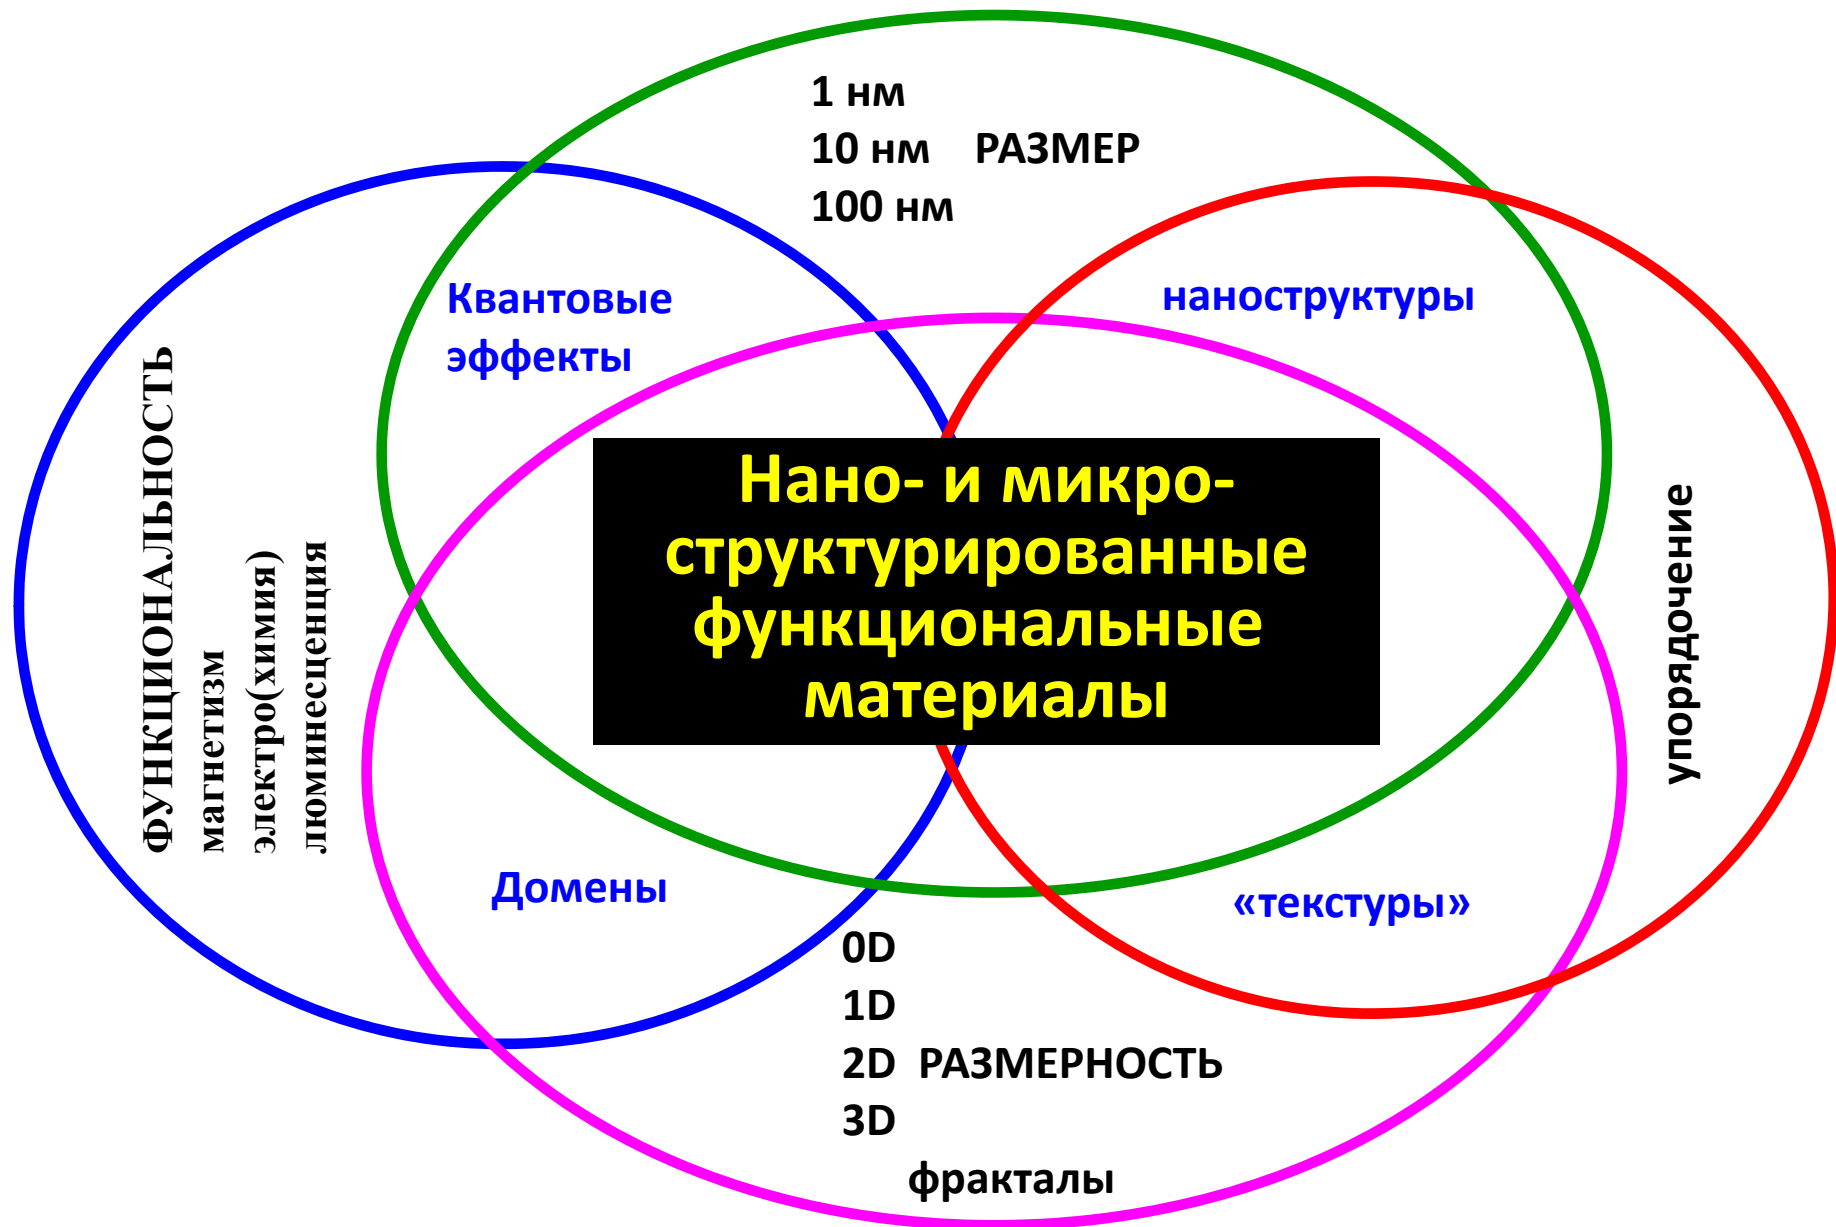 1 нм
10 нм РАЗМЕР
100 нм
Квантовые
эффекты
наноструктуры
ФУНКЦИОНАЛЬНОСТЬ
магнетизм
электро(химия)
люминесценция
Нано- и микро-
структурированные
функциональные
материалы
упорядочение
Домены
«текстуры»
0D
1D
2D РАЗМЕРНОСТЬ
3D
фракталы